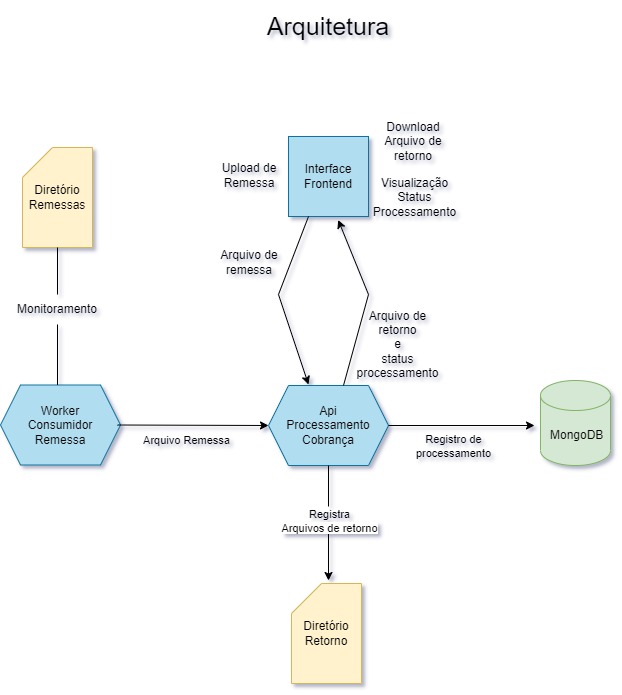 Arquitetura
Download
Arquivo de
retorno
Upload de
Remessa
Interface
Frontend
Visualização
Status
Processamento
Diretório
Remessas
Arquivo de
remessa
Monitoramento
Arquivo de
retorno
e
status
processamento
Worker
Consumidor
Remessa
Arquivo Remessa
Api
Processamento
Cobrança
Registro de
processamento
MongoDB
Registra
Arquivos de retorno
Diretório
Retorno